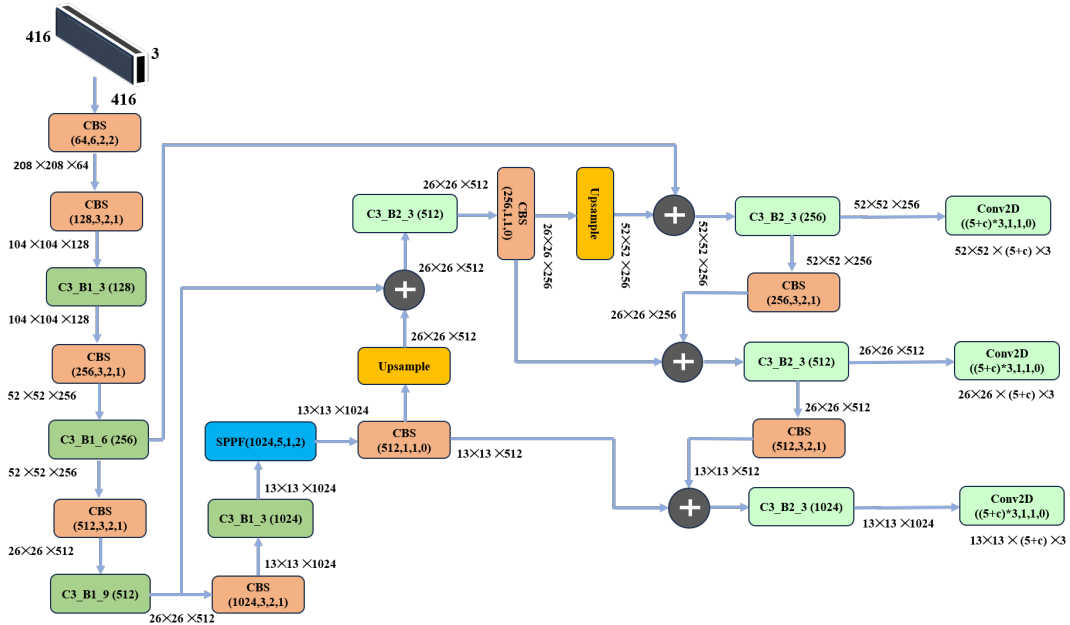 416
3
416
CBS
(64,6,2,2)
208 ×208 ×64
CBS
(128,3,2,1)
104 ×104 ×128
C3_B1_3 (128)
104 ×104 ×128
CBS
(256,3,2,1)
52 ×52 ×256
C3_B1_6 (256)
52 ×52 ×256
CBS
(512,3,2,1)
26×26 ×512
C3_B1_9 (512)
26×26 ×512
CBS
(1024,3,2,1)
13×13 ×1024
C3_B1_3 (1024)
13×13 ×1024
SPPF(1024,5,1,2)
13×13 ×1024
CBS
(512,1,1,0)
13×13 ×512
Upsample
26×26 ×512
26×26 ×512
C3_B2_3 (512)
26×26 ×512
CBS
(256,1,1,0)
26×26 ×256
Upsample
52×52 ×256
52×52 ×256
C3_B2_3 (256)
52×52 ×256
Conv2D
((5+c)*3,1,1,0)
52×52 × (5+c) ×3
52×52 ×256
CBS
(256,3,2,1)
26×26 ×256
C3_B2_3 (512)
26×26 ×512
Conv2D
((5+c)*3,1,1,0)
26×26 × (5+c) ×3
26×26 ×512
CBS
(512,3,2,1)
13×13 ×512
C3_B2_3 (1024)
13×13 ×1024
Conv2D
((5+c)*3,1,1,0)
13×13 × (5+c) ×3